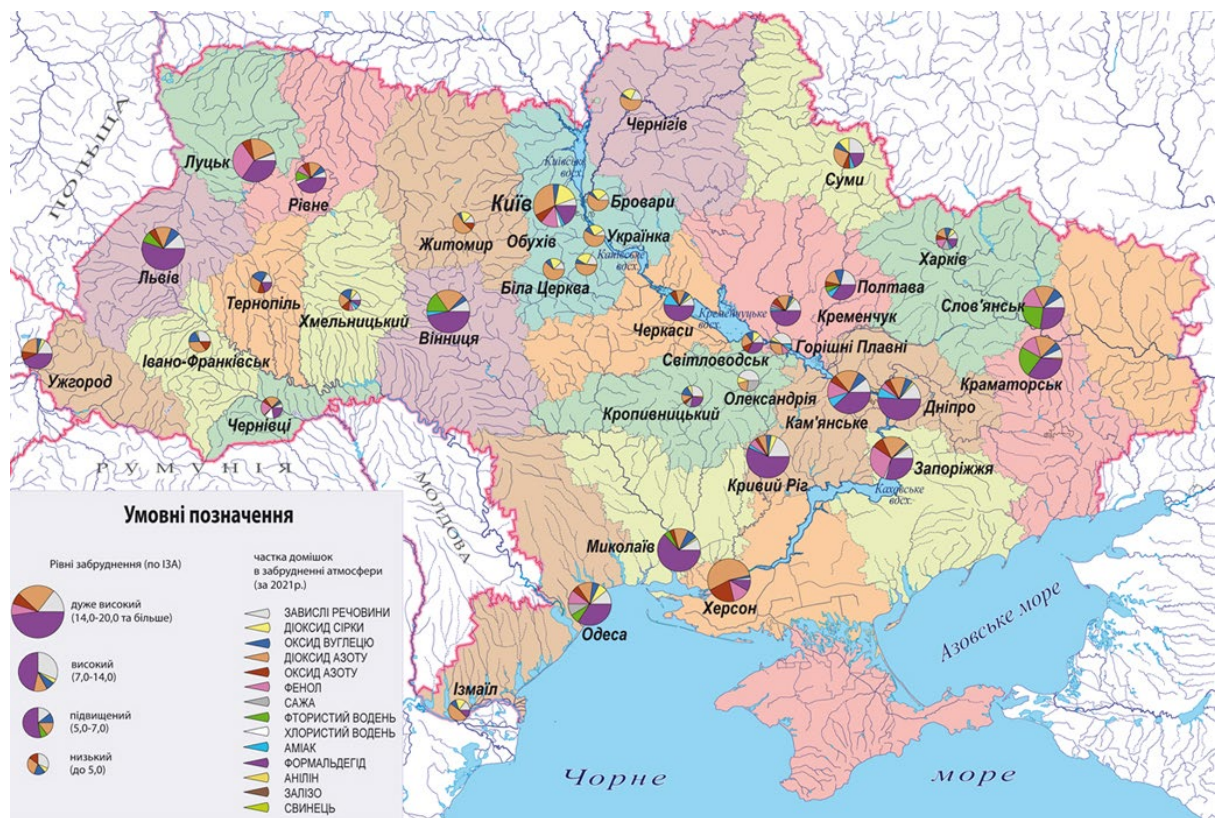 ПОЛЬЩА
Луцьк
Рівне
Чернігів
Суми
Київське
вдсх.
Київ
Бровари
Житомир
Обухів
Українка
Канівське
вдсх.
Львів
Тернопіль
Хмельницький
Біла Церква
Харків
Полтава
Слов'янськ
Вінниця
Черкаси
Кременчуцьке
вдсх.
Кременчук
Івано-Франківськ
Світловодськ
Горішні Плавні
Краматорськ
Ужгород
Олександрія
Чернівці
Кропивницький
Кам'янське
Дніпро
РУМУНІЯ
МОЛДОВА
Кривий Ріг
Запоріжжя
Каховське
вдсх.
Миколаїв
Херсон
Одеса
Азовське море
Ізмаїл
Чорне море
Умовні позначення
Рівні забруднення (по ІЗА)
дуже високий
(14,0-20,0 та більше)
високий
(7,0-14,0)
підвищений
(5,0-7,0)
низький
(до 5,0)
частка домішок
в забрудненні атмосфери
(за 2021р.)
ЗАВИСЛІ РЕЧОВИНИ
ДІОКСИД СІРКИ
ОКСИД ВУГЛЕЦЮ
ДІОКСИД АЗОТУ
ОКСИД АЗОТУ
ФЕНОЛ
САЖА
ФТОРИСТИЙ ВОДЕНЬ
ХЛОРИСТИЙ ВОДЕНЬ
АМІАК
ФОРМАЛЬДЕГІД
АНІЛІН
ЗАЛІЗО
СВИНЕЦЬ